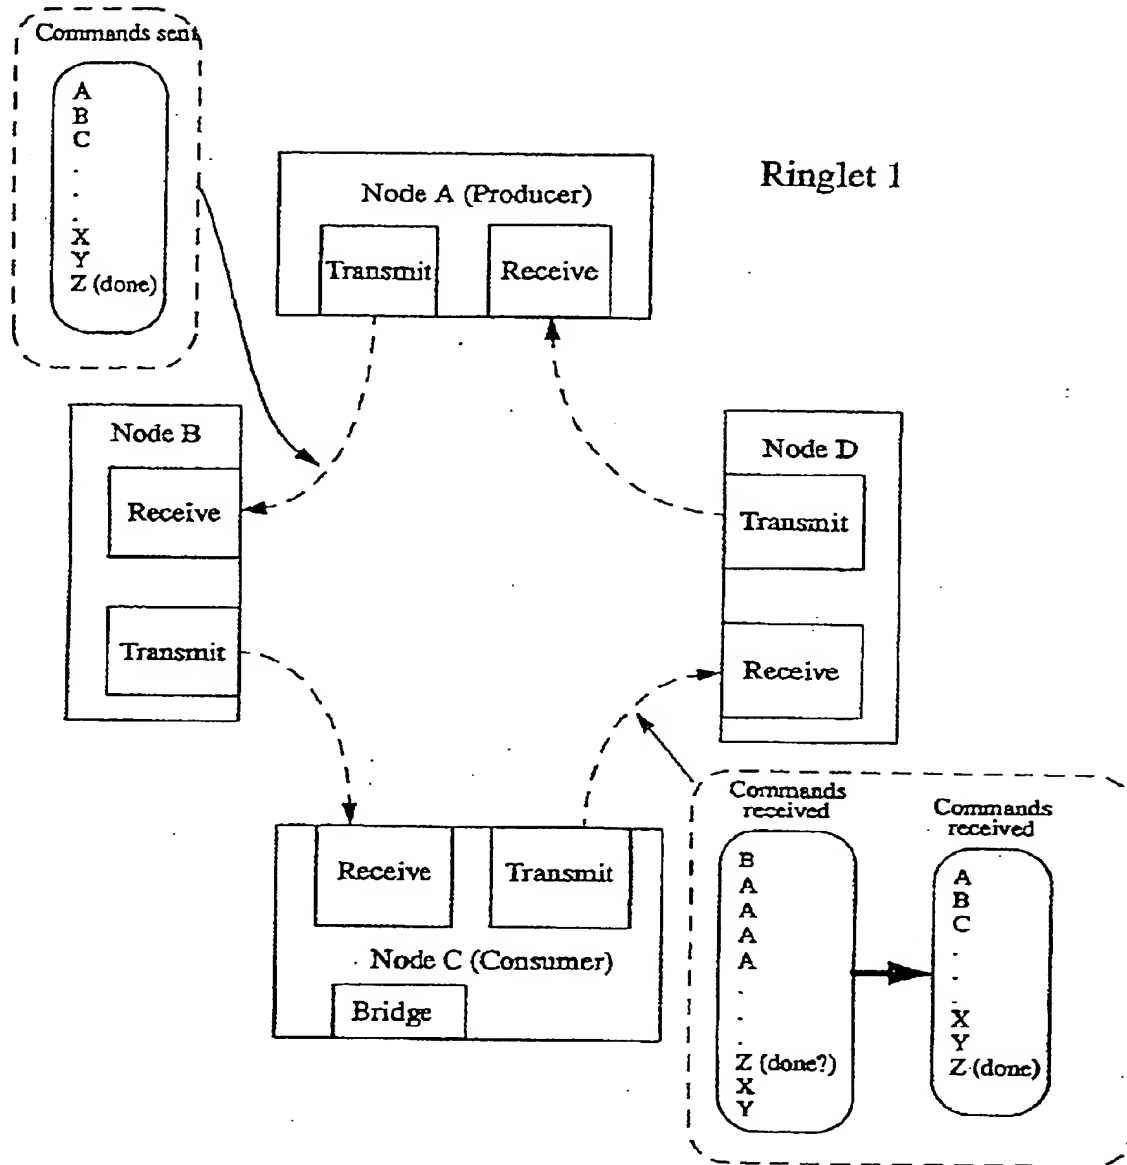 Commands sent
A
B
C
.
.
.
X
Y
Z (done)
Ringlet 1
Node A (Producer)
Transmit
Receive
Node B
Receive
Transmit
Node D
Transmit
Receive
Receive
Transmit
Node C (Consumer)
Bridge
Commands
received
B
A
A
A
A
.
.
.
Z (done?)
X
Y
Commands
received
A
B
C
.
.
.
X
Y
Z (done)